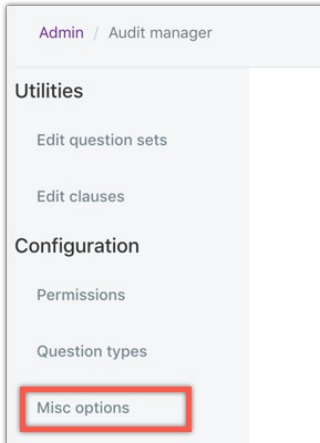 Admin / Audit manager
Utilities
Edit question sets
Edit clauses
Configuration
Permissions
Question types
Misc options